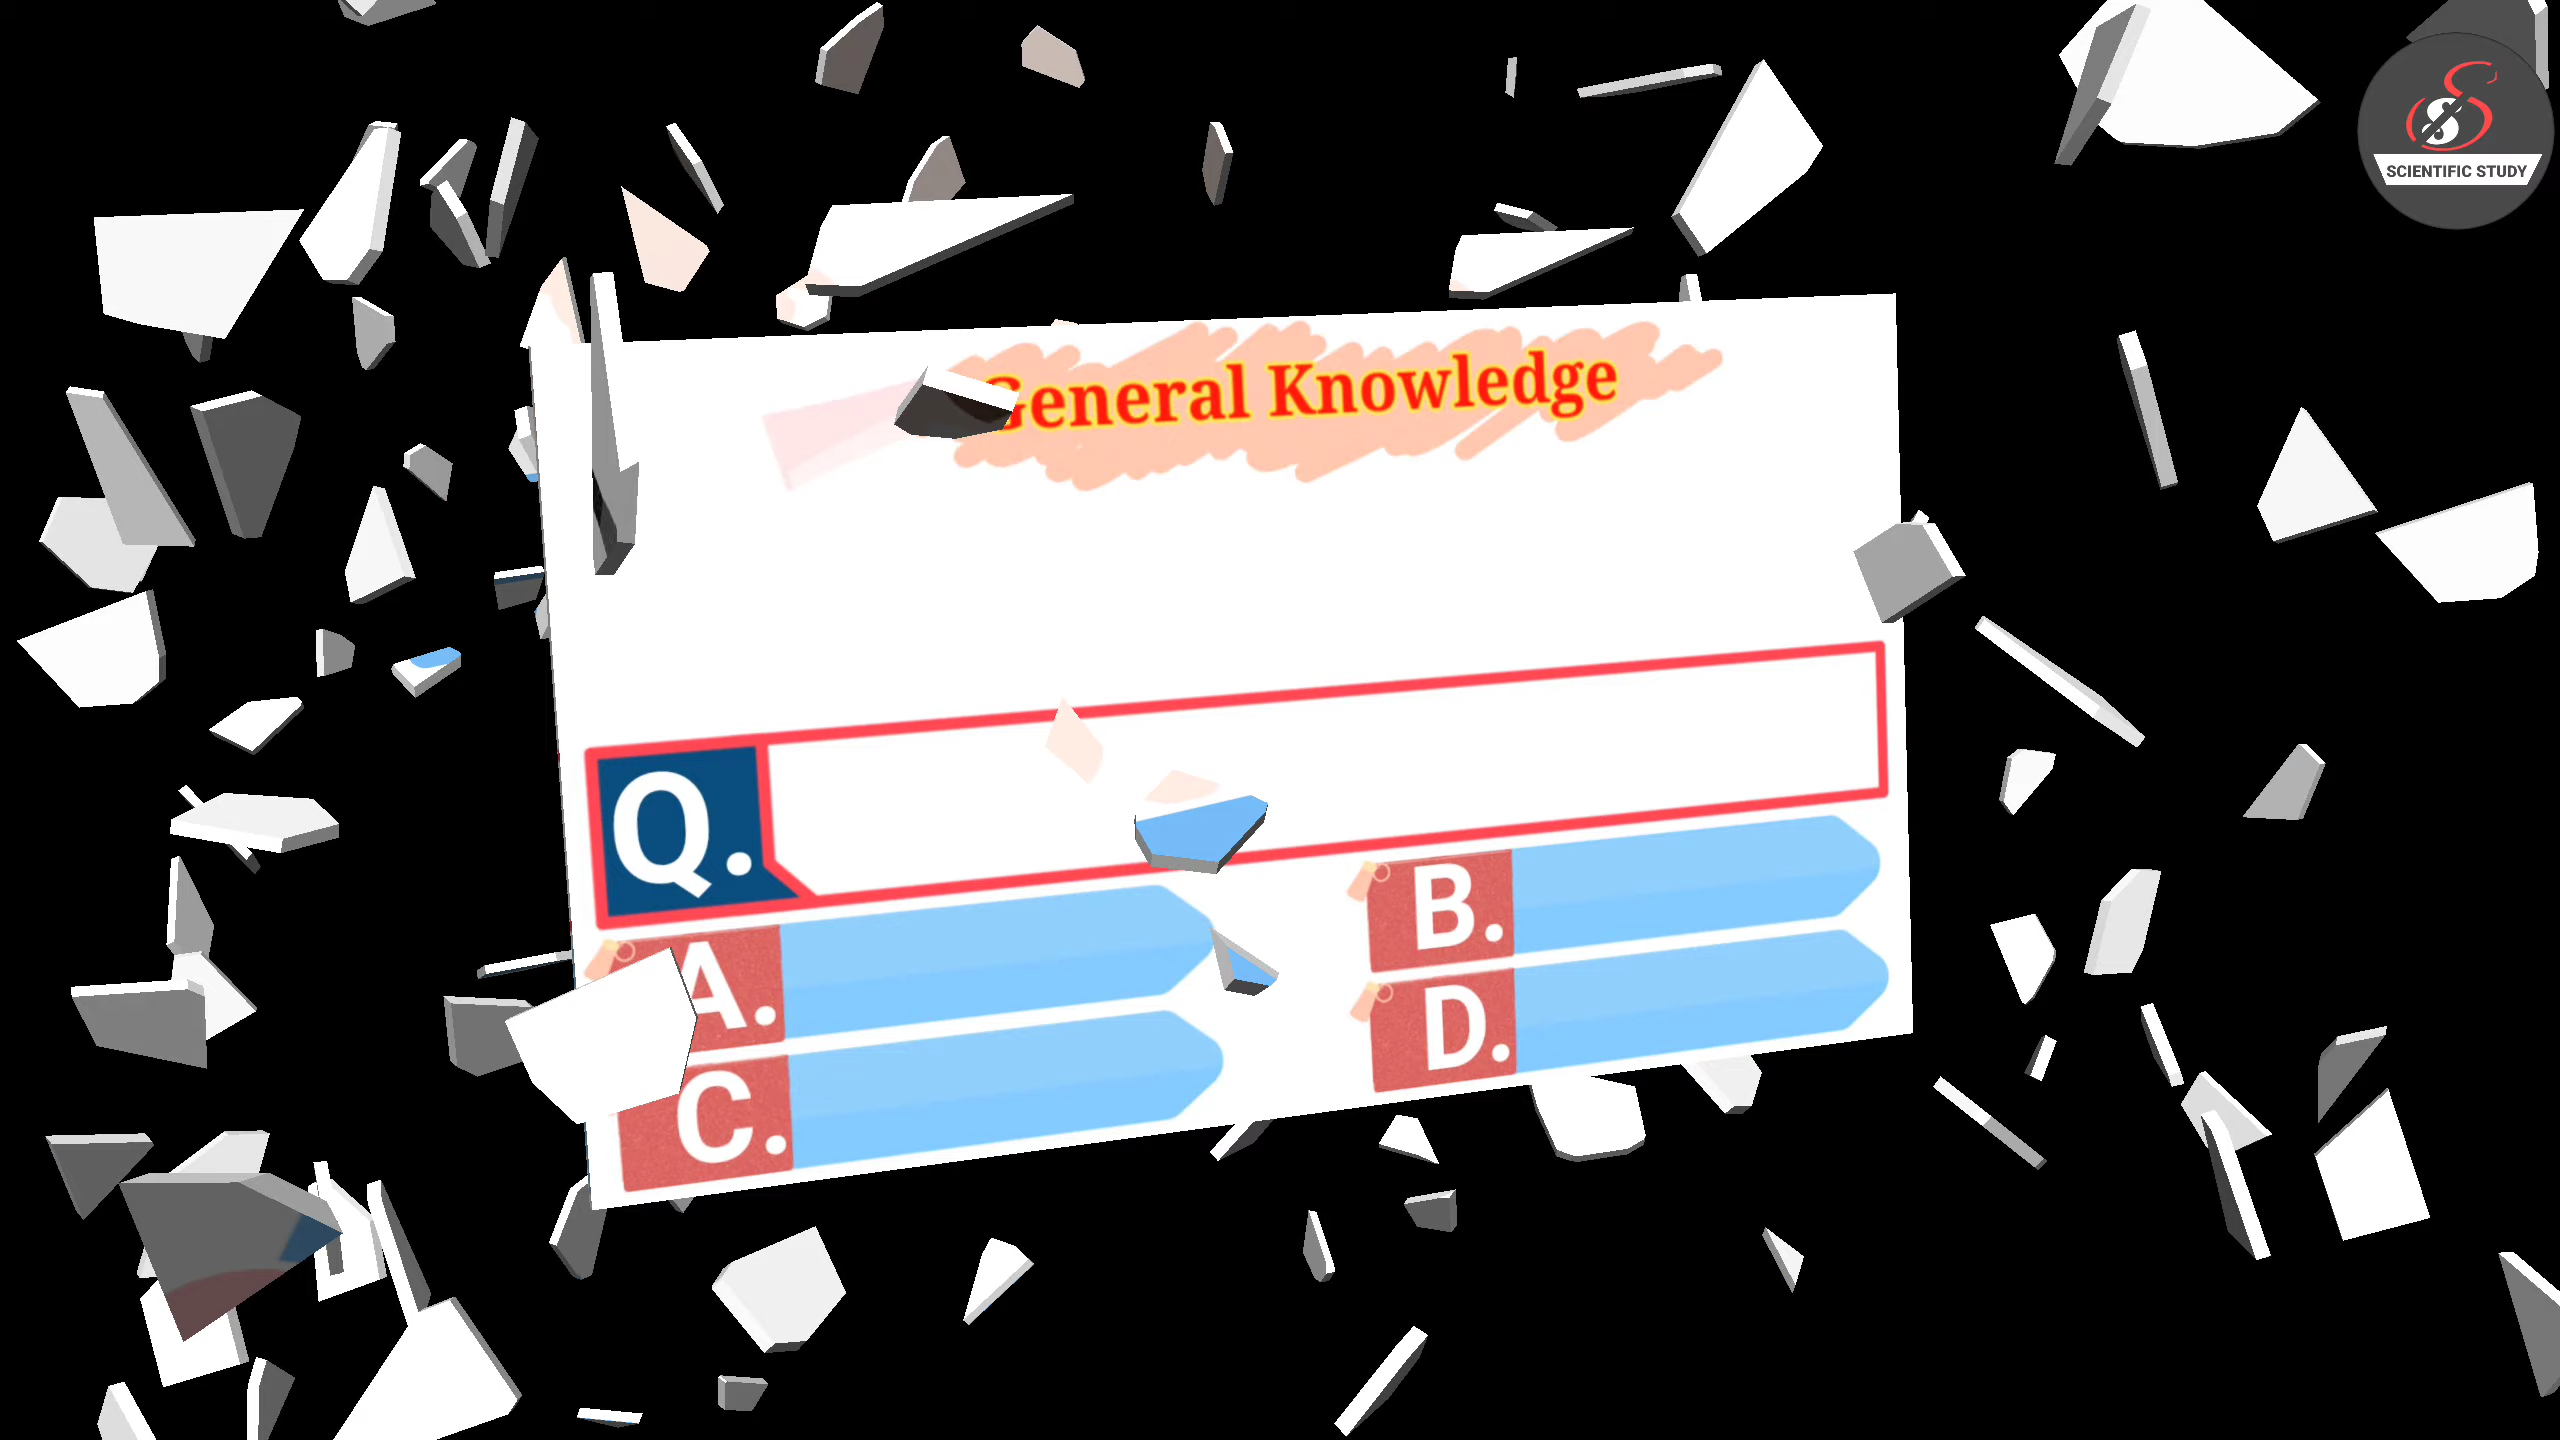 SCIENTIFIC STUDY
General Knowledge
Q.
A.
B.
C.
D.